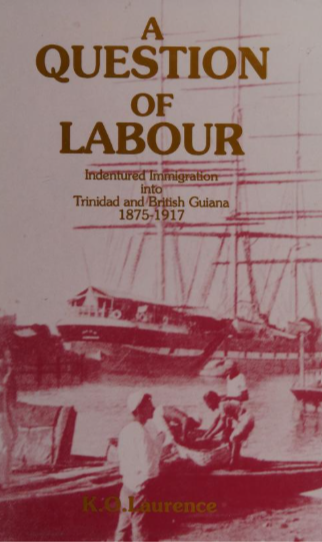 A
QUESTION
OF
LABOUR
Indentured Immigration
into
Trinidad and British Guiana
1875-1917
K.O. Laurence